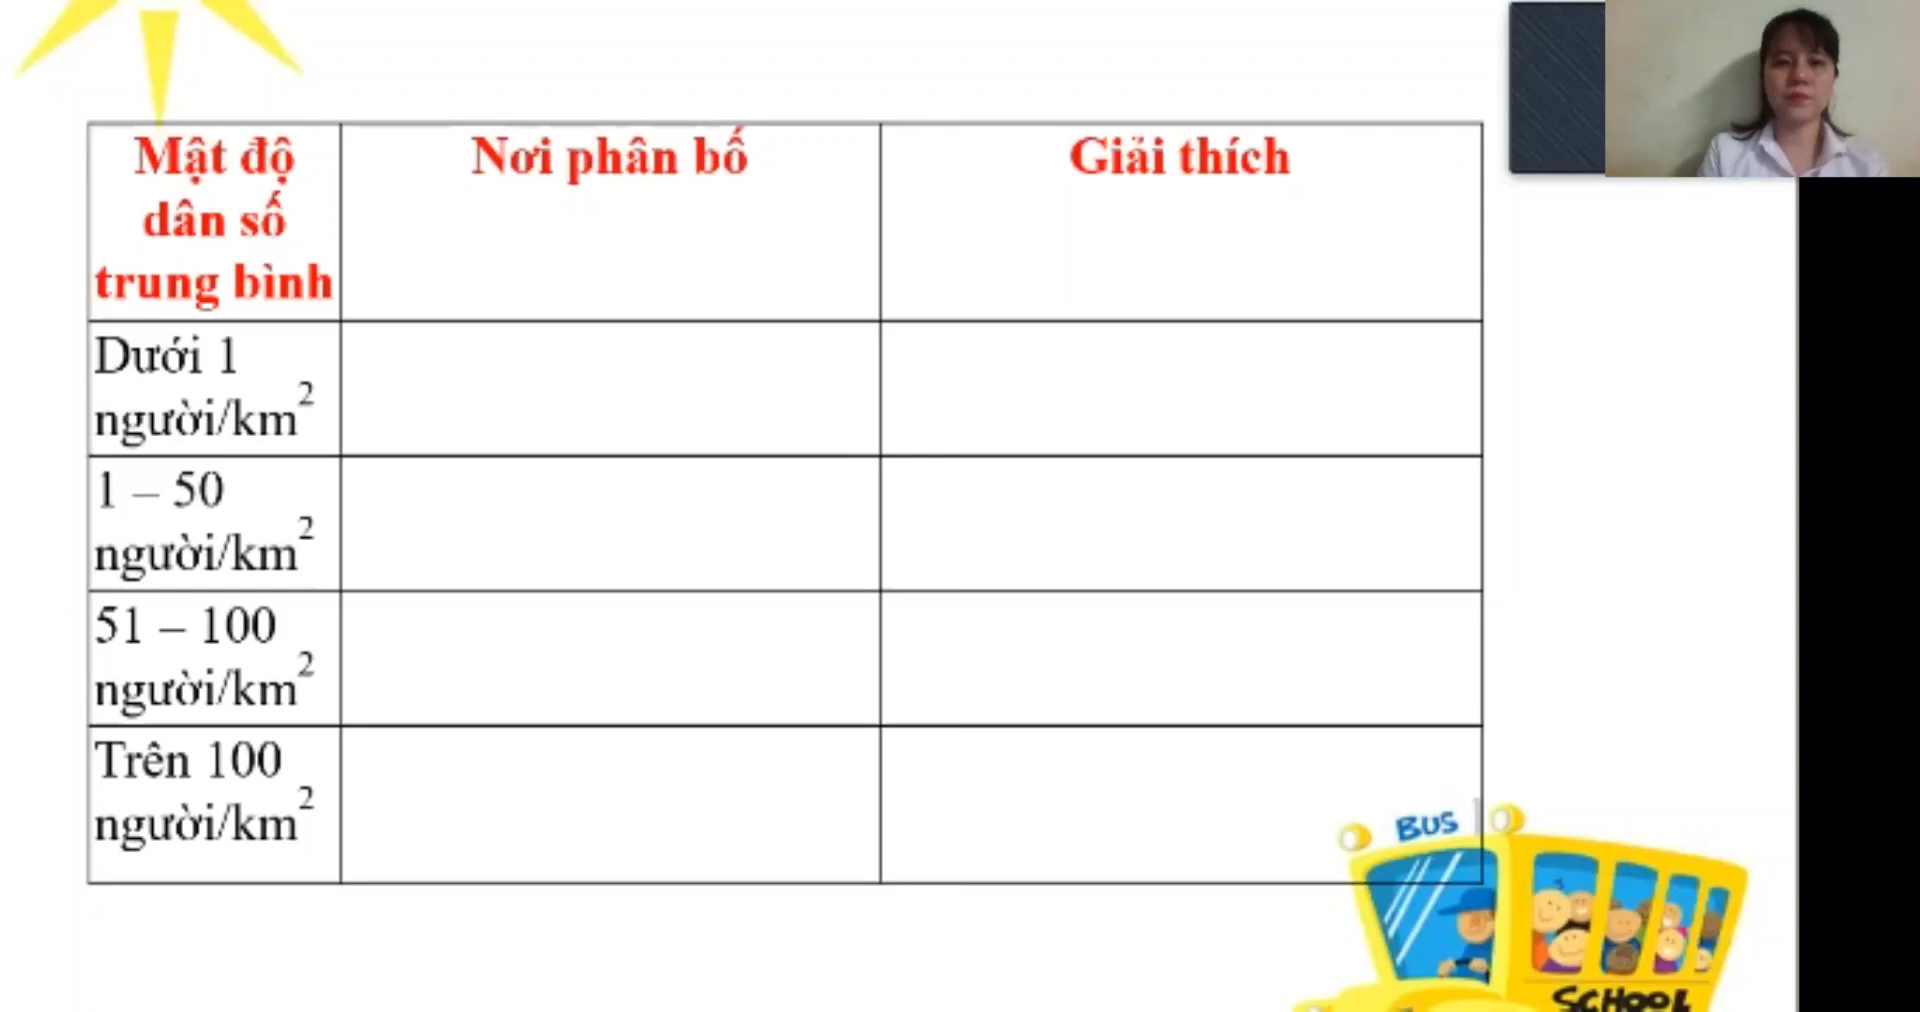 Mật độ
dân số
trung bình
Nơi phân bố
Giải thích
Dưới 1
người/km²
1 – 50
người/km²
51 – 100
người/km²
Trên 100
người/km²
BUS
SCHOOL